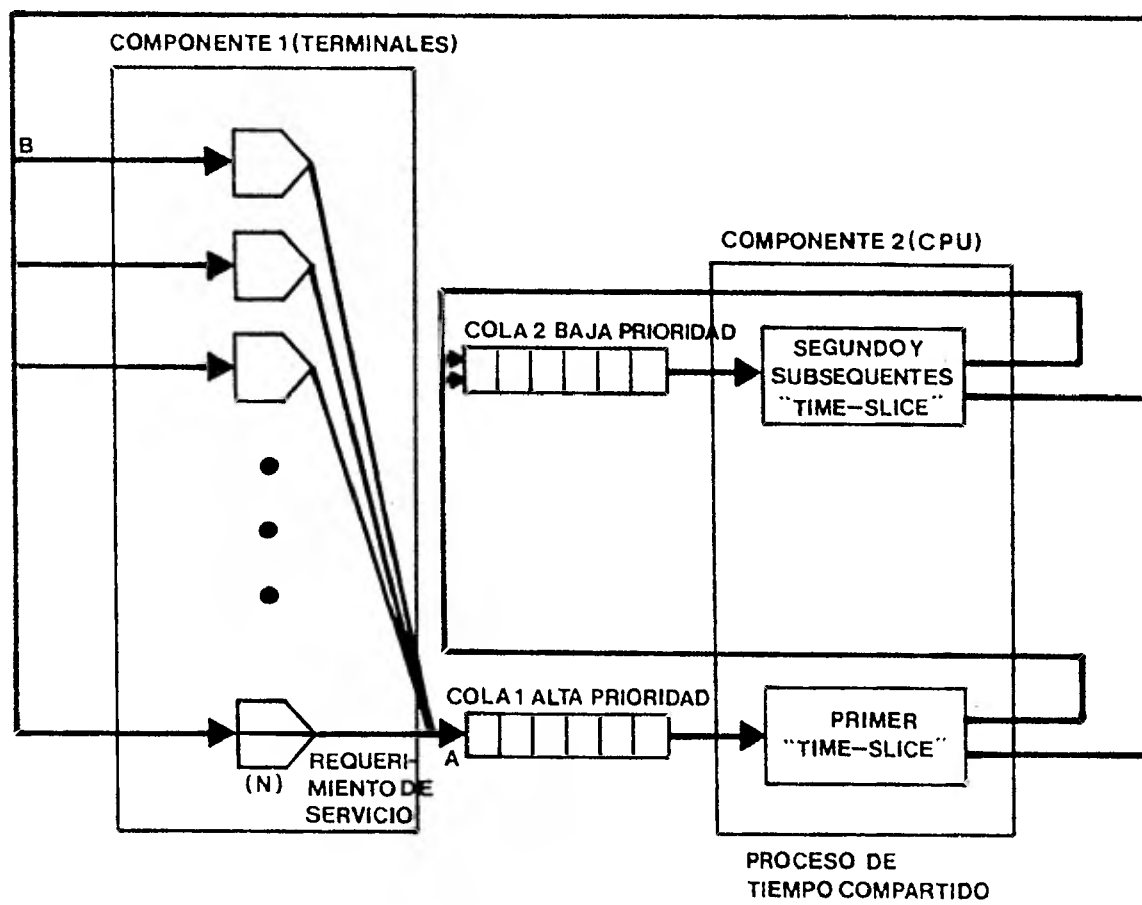 COMPONENTE 1 (TERMINALES)
B
COMPONENTE 2 (CPU)
COLA 2 BAJA PRIORIDAD
SEGUNDO Y
SUBSEQUENTES
"TIME-SLICE"
COLA 1 ALTA PRIORIDAD
A
PRIMER
"TIME-SLICE"
(N)
REQUERI-
MIENTO DE
SERVICIO
PROCESO DE
TIEMPO COMPARTIDO